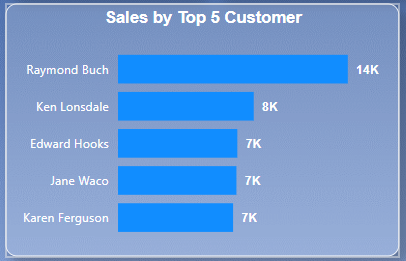 Sales by Top 5 Customer
Raymond Buch 14K
Ken Lonsdale 8K
Edward Hooks 7K
Jane Waco 7K
Karen Ferguson 7K